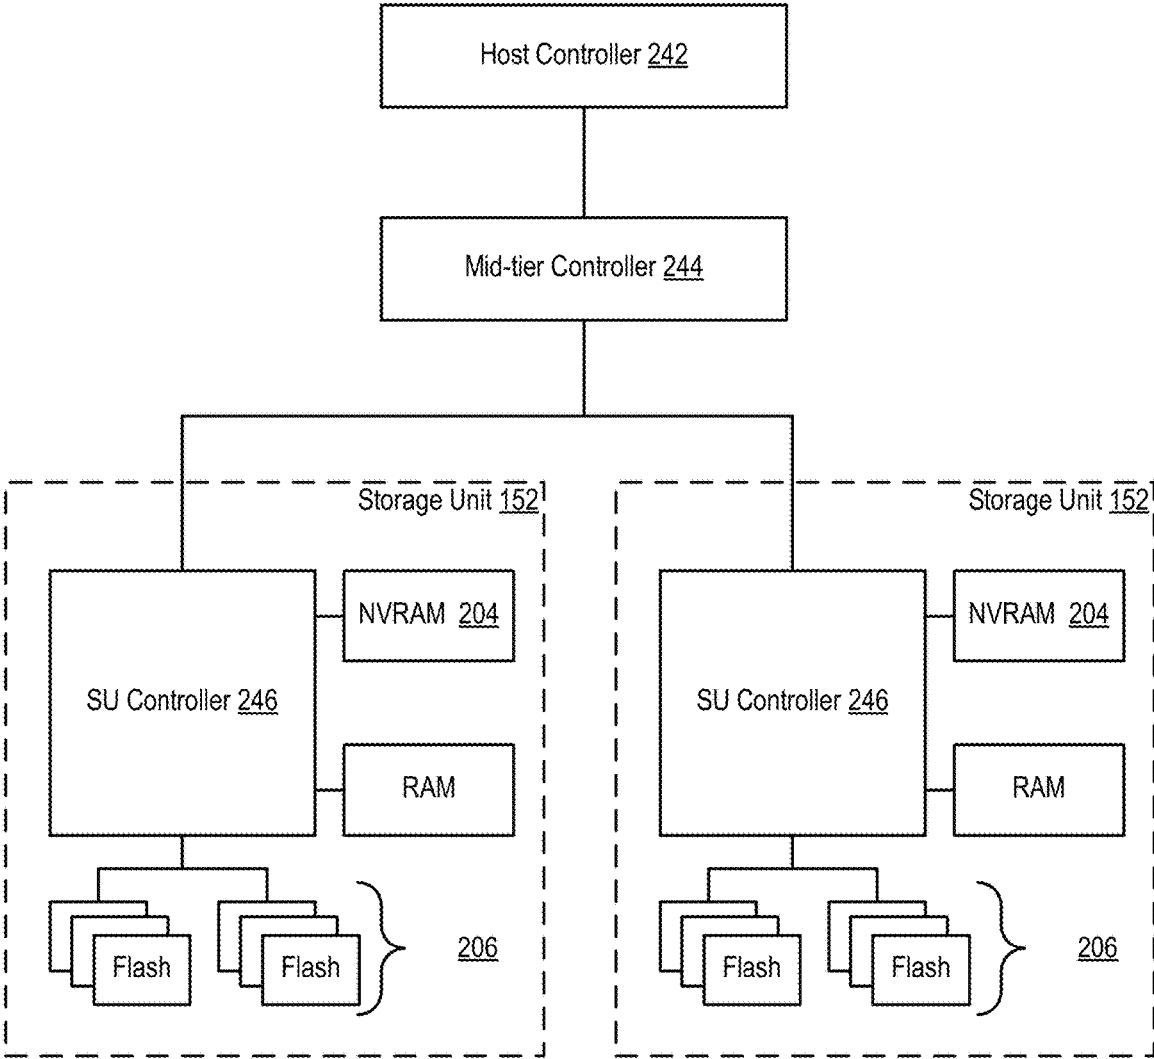 Host Controller 242
Mid-tier Controller 244
Storage Unit 152
NVRAM 204
SU Controller 246
RAM
Flash
Flash
206
Storage Unit 152
NVRAM 204
SU Controller 246
RAM
Flash
Flash
206